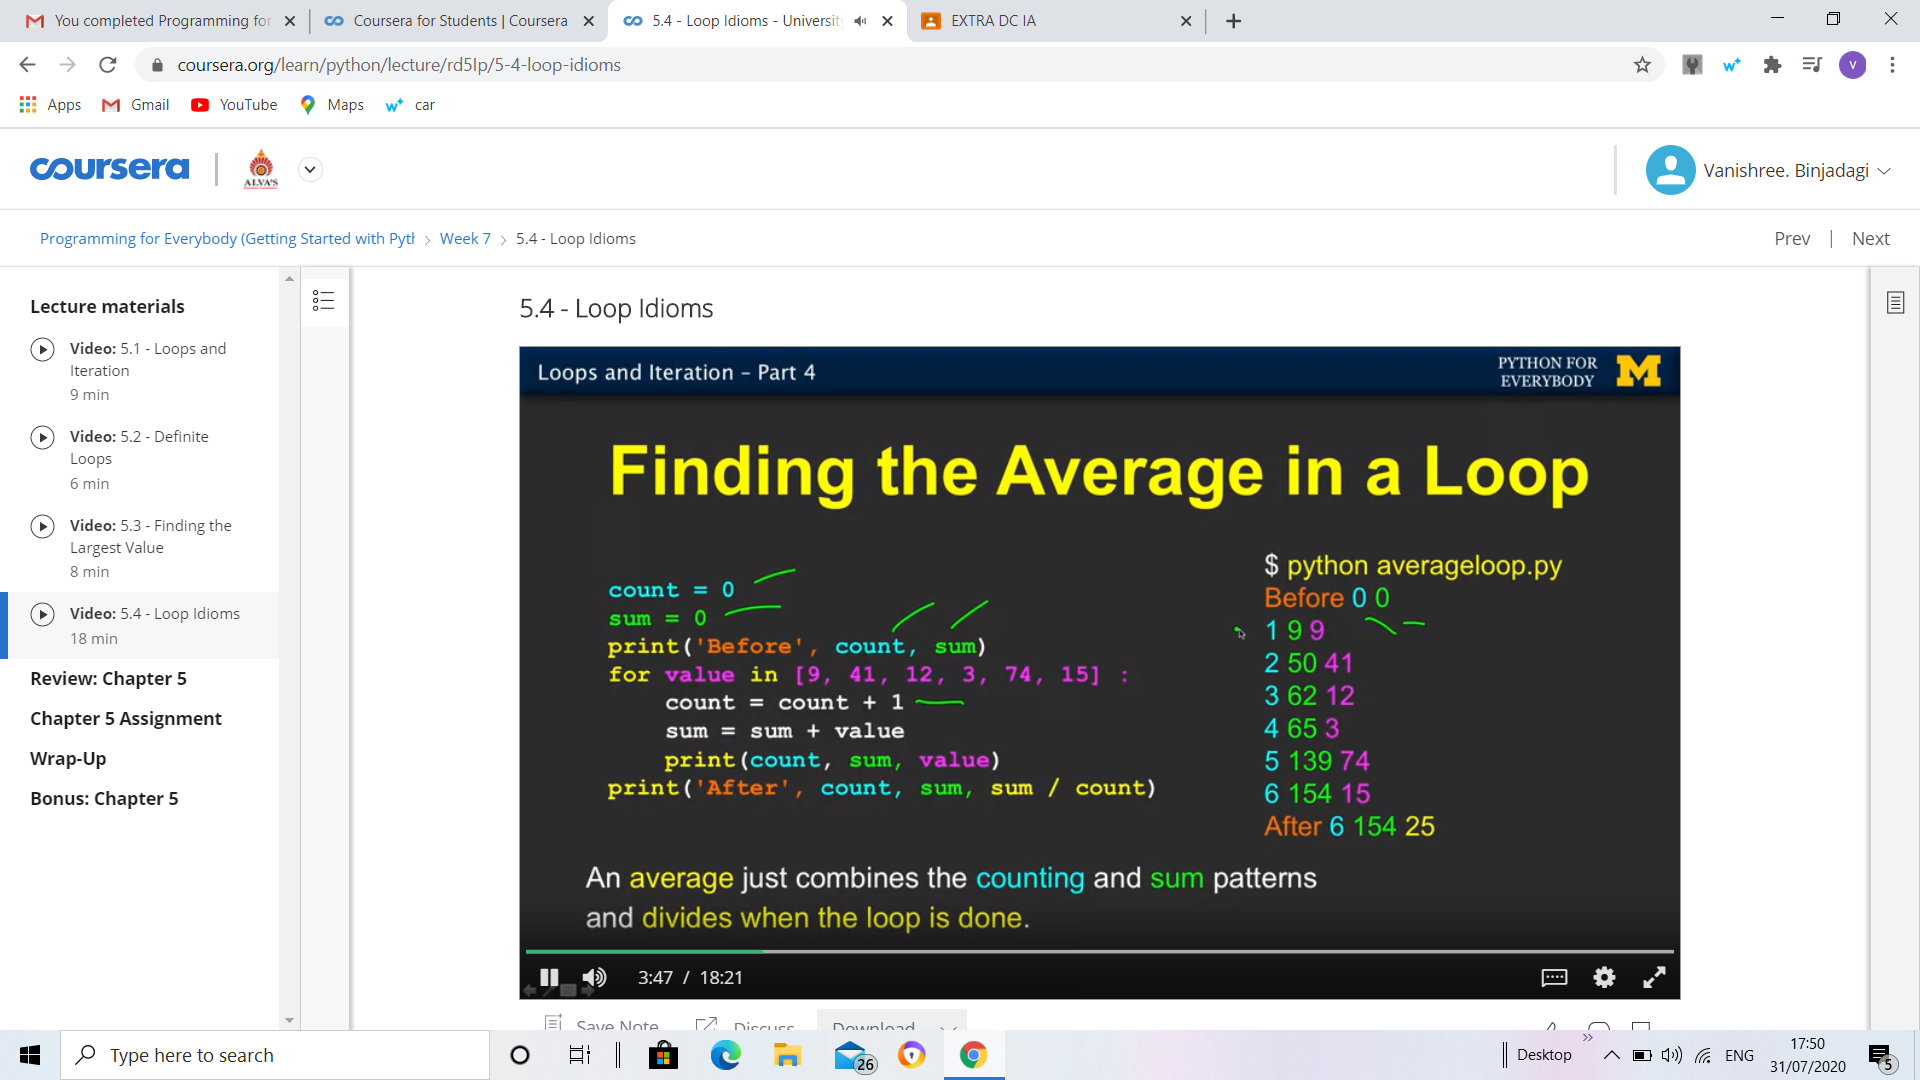 You completed Programming for
Coursera for Students | Coursera
5.4 - Loop Idioms - University
EXTRA DC IA
coursera.org/learn/python/lecture/rd5Ip/5-4-loop-idioms
V
Apps
Gmail
YouTube
Maps
car
coursera
ALVA'S
Vanishree. Binjadagi
Programming for Everybody (Getting Started with Pyth
Week 7
5.4 - Loop Idioms
Prev
Next
Lecture materials
Video: 5.1 - Loops and
Iteration
9 min
Video: 5.2 - Definite
Loops
6 min
Video: 5.3 - Finding the
Largest Value
8 min
Video: 5.4 - Loop Idioms
18 min
Review: Chapter 5
Chapter 5 Assignment
Wrap-Up
Bonus: Chapter 5
5.4 - Loop Idioms
Loops and Iteration – Part 4
PYTHON FOR
EVERYBODY
M
Finding the Average in a Loop
count = 0
sum = 0
print('Before', count, sum)
for value in [9, 41, 12, 3, 74, 15] :
count = count + 1
sum = sum + value
print(count, sum, value)
print('After', count, sum, sum / count)
$ python averageloop.py
Before 0 0
1 9 9
2 50 41
3 62 12
4 65 3
5 139 74
6 154 15
After 6 154 25
An average just combines the counting and sum patterns
and divides when the loop is done.
3:47 / 18:21
Save Note
Discuss
Download
Type here to search
26
Desktop
ENG
17:50
31/07/2020
5